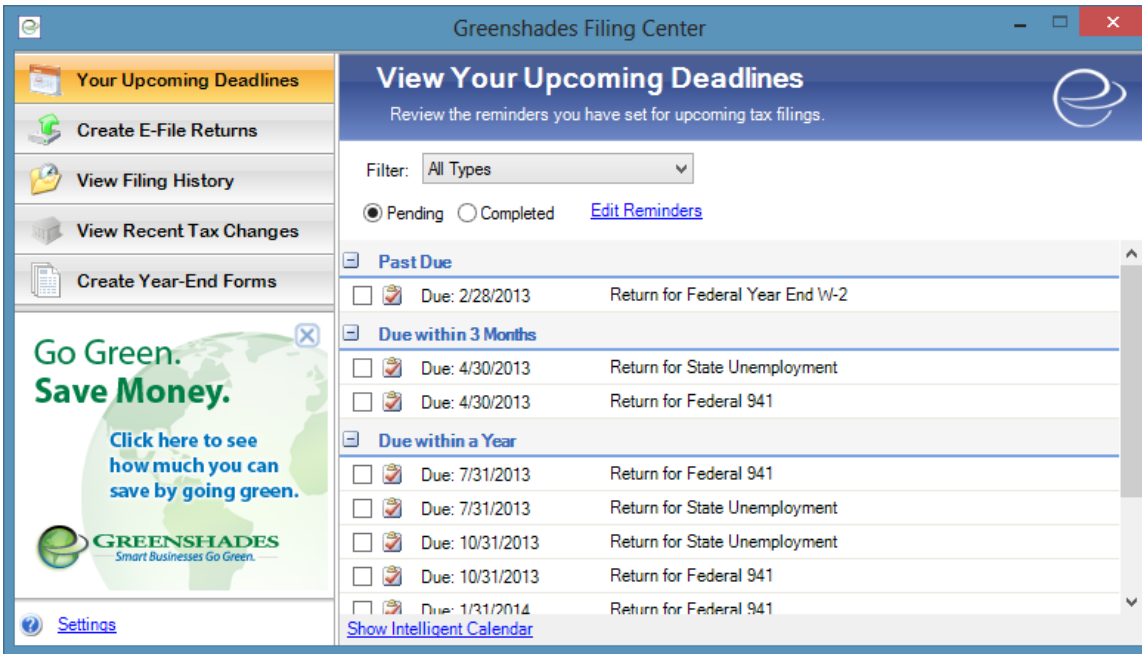 Greenshades Filing Center
Your Upcoming Deadlines
Create E-File Returns
View Filing History
View Recent Tax Changes
Create Year-End Forms
Go Green.
Save Money.
Click here to see
how much you can
save by going green.
GREENSHADES
Smart Businesses Go Green.
Settings
View Your Upcoming Deadlines
Review the reminders you have set for upcoming tax filings.
Filter: All Types
Pending Completed Edit Reminders
Past Due
Due: 2/28/2013 Return for Federal Year End W-2
Due within 3 Months
Due: 4/30/2013 Return for State Unemployment
Due: 4/30/2013 Return for Federal 941
Due within a Year
Due: 7/31/2013 Return for Federal 941
Due: 7/31/2013 Return for State Unemployment
Due: 10/31/2013 Return for State Unemployment
Due: 10/31/2013 Return for Federal 941
Due: 1/31/2014 Return for Federal 941
Show Intelligent Calendar